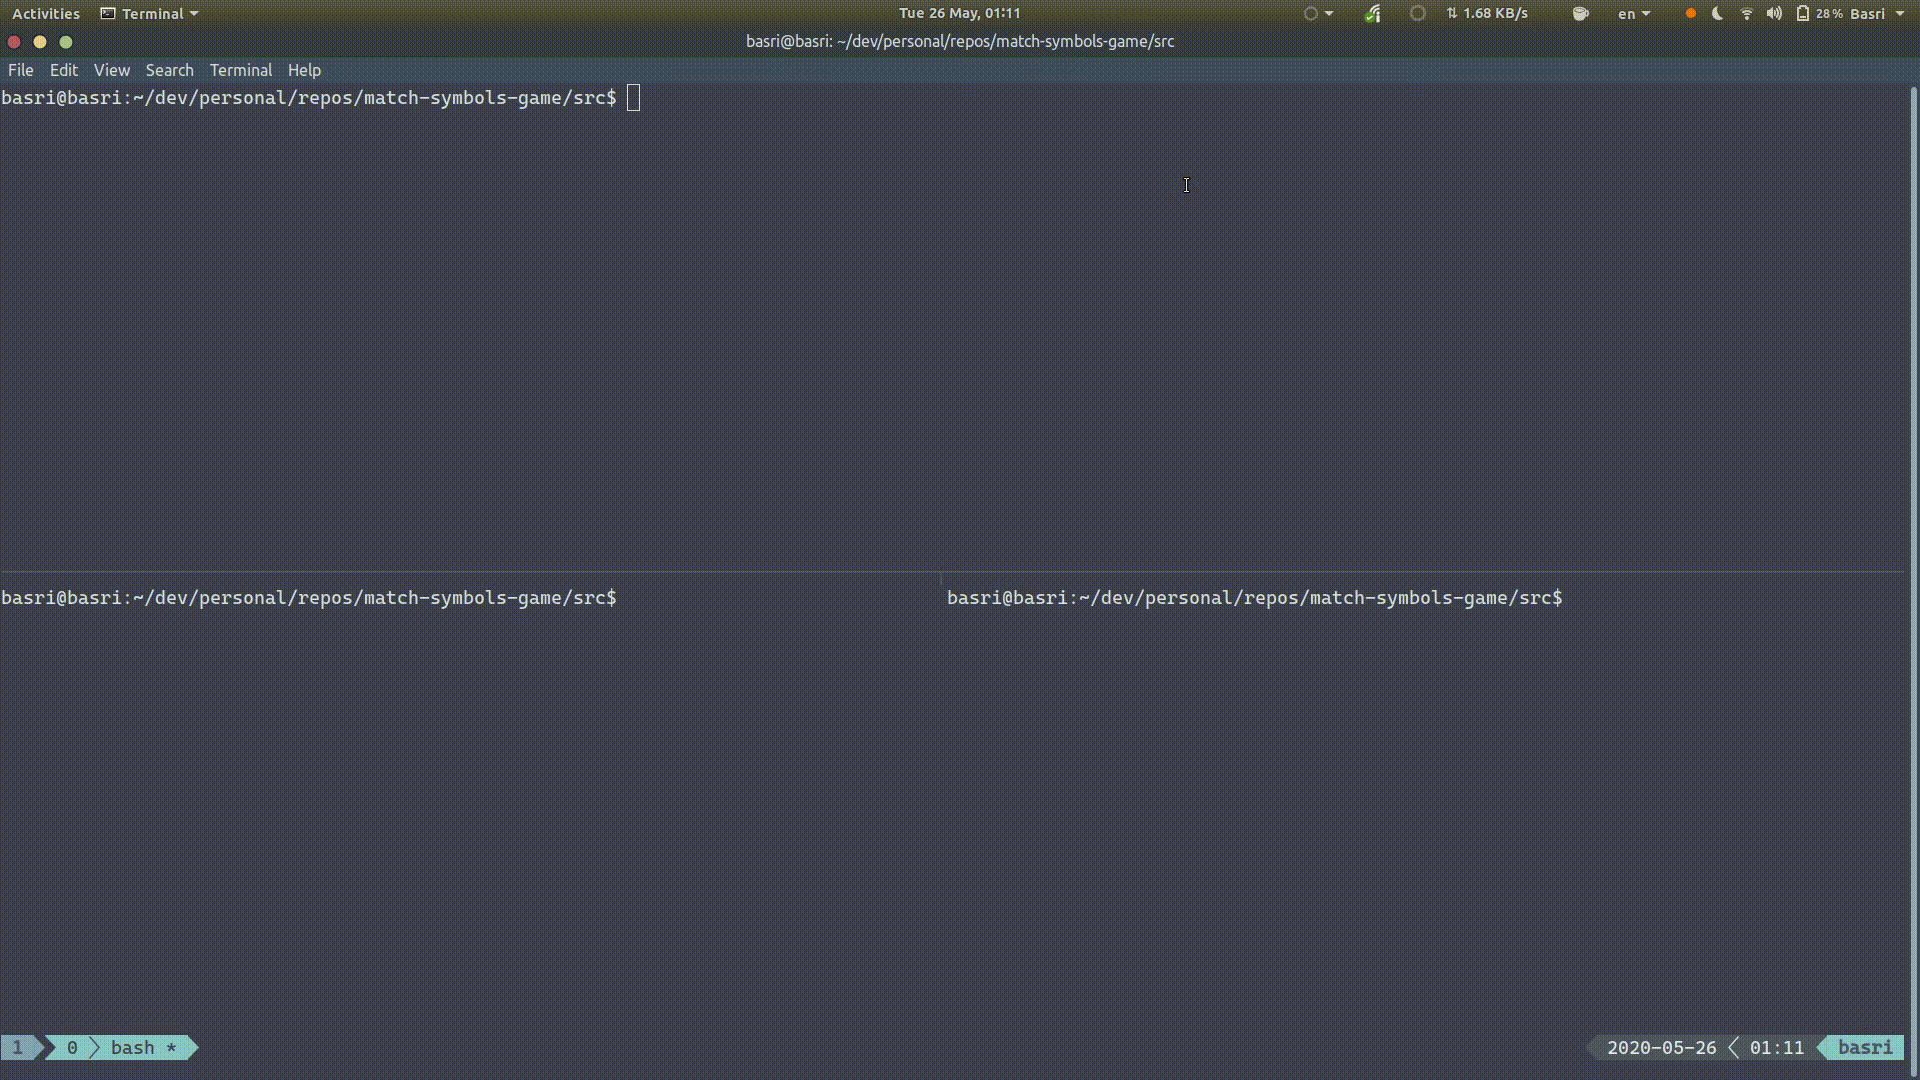 Activities Terminal Tue 26 May, 01:11 1.68 KB/s en 28% Basri
basri@basri: ~/dev/personal/repos/match-symbols-game/src
File Edit View Search Terminal Help
basri@basri:~/dev/personal/repos/match-symbols-game/src$
basri@basri:~/dev/personal/repos/match-symbols-game/src$
basri@basri:~/dev/personal/repos/match-symbols-game/src$
1 0 bash * 2020-05-26 01:11 basri